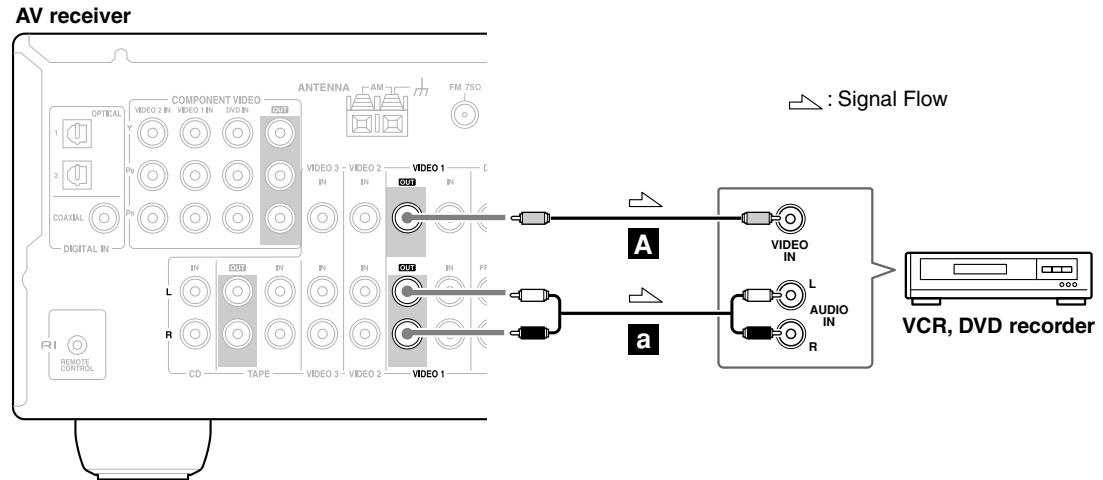 AV receiver
: Signal Flow
ANTENNA
AM
FM 75Ω
COMPONENT VIDEO
VIDEO 2 IN VIDEO 1 IN DVD IN OUT
OPTICAL
1
2
Y
PB
PR
COAXIAL
DIGITAL IN
VIDEO 3 VIDEO 2 VIDEO 1 D
IN IN OUT IN
A
VIDEO
IN
IN OUT IN IN IN OUT IN FR
L
R
a
L
AUDIO
IN
R
VCR, DVD recorder
RI
REMOTE
CONTROL
CD TAPE VIDEO 3 VIDEO 2 VIDEO 1